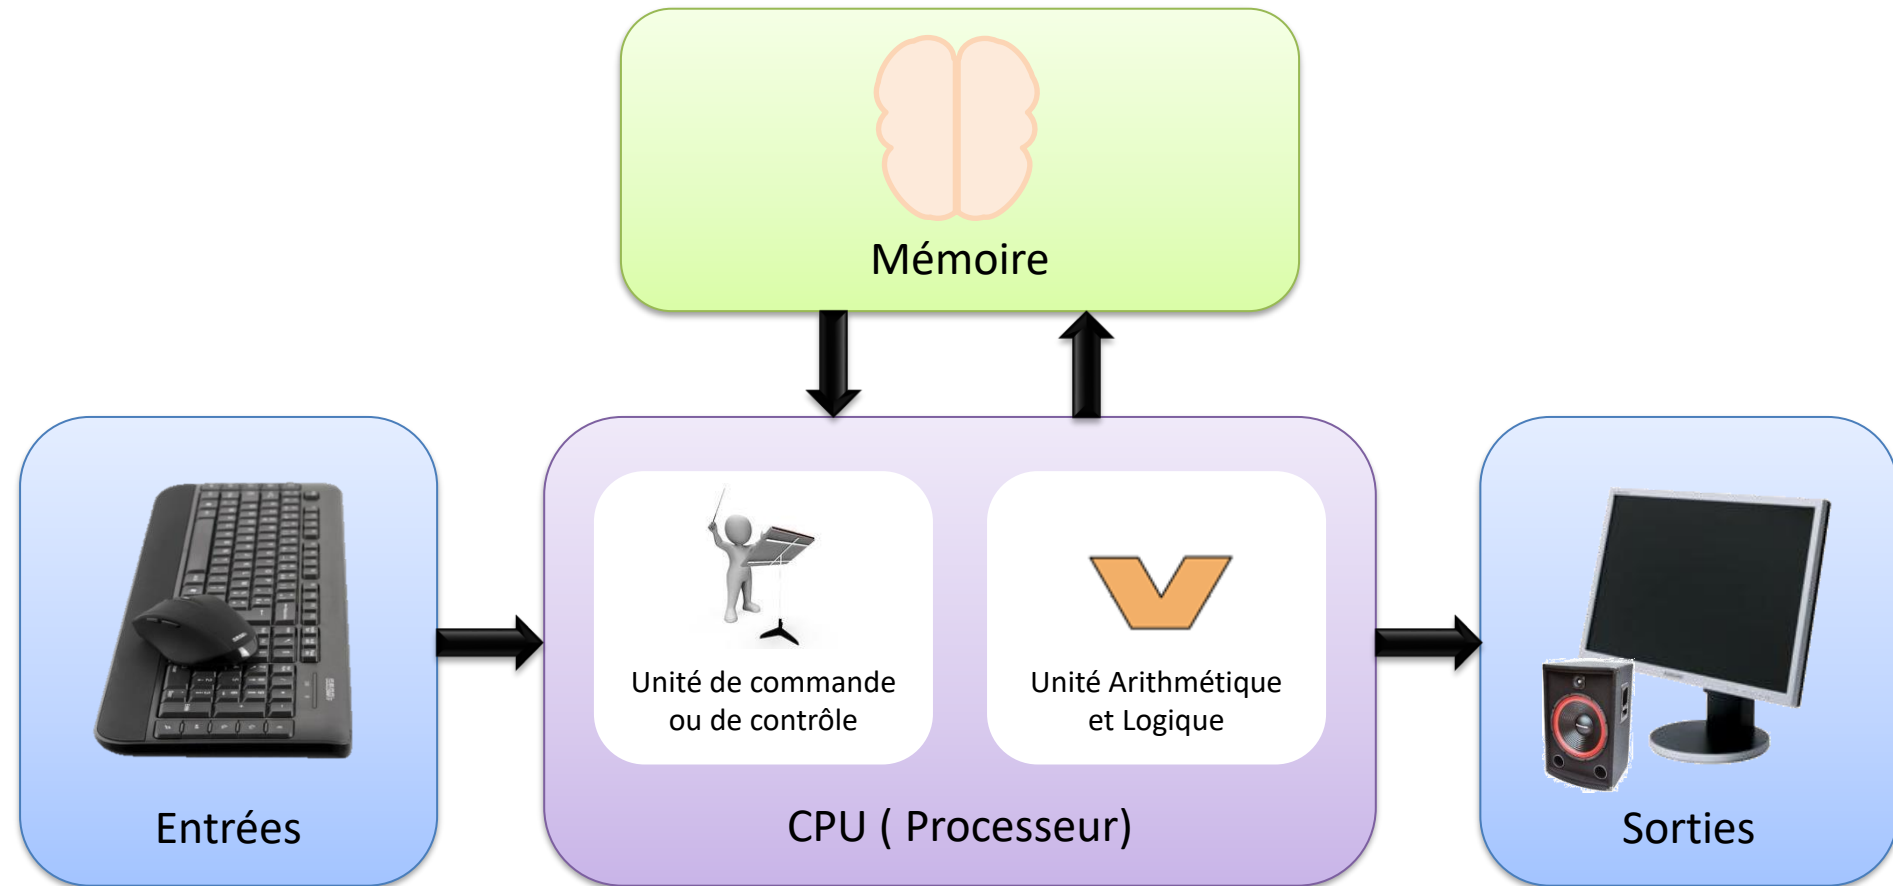 Mémoire
Unité de commande
ou de contrôle
Unité Arithmétique
et Logique
Entrées
CPU ( Processeur)
Sorties